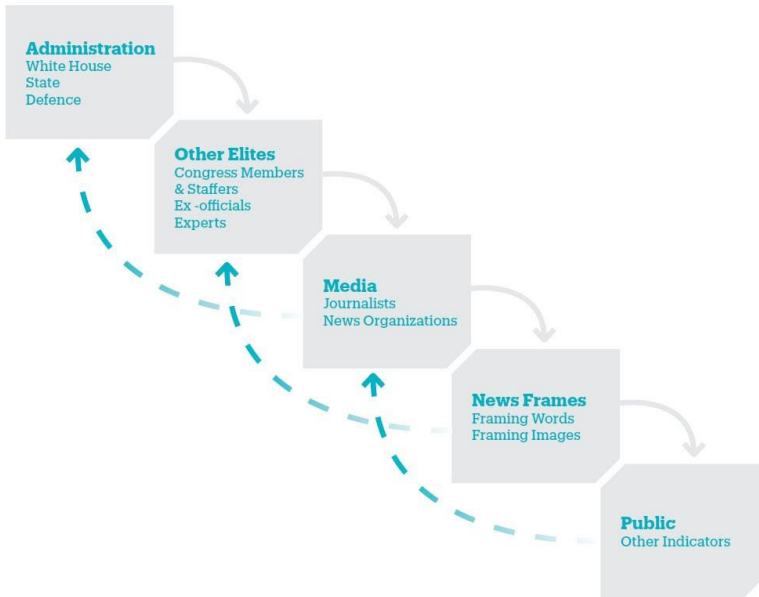 Administration
White House
State
Defence
Other Elites
Congress Members
& Staffers
Ex -officials
Experts
Media
Journalists
News Organizations
News Frames
Framing Words
Framing Images
Public
Other Indicators